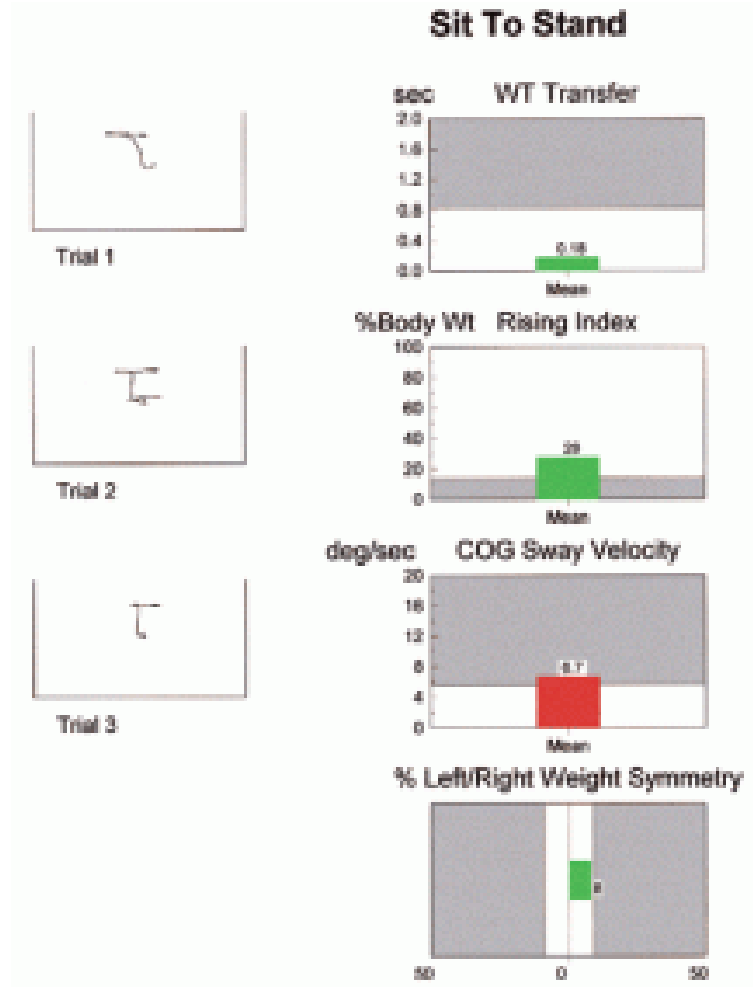 Sit To Stand
sec WT Transfer
2.0
1.6
1.2
0.8
0.4
0.0
0.18
Mean
Trial 1
%Body Wt Rising Index
100
80
60
40
20
0
Mean
Trial 2
deg/sec COG Sway Velocity
20
16
12
8
4
0
6.7
Mean
Trial 3
% Left/Right Weight Symmetry
50 0 50